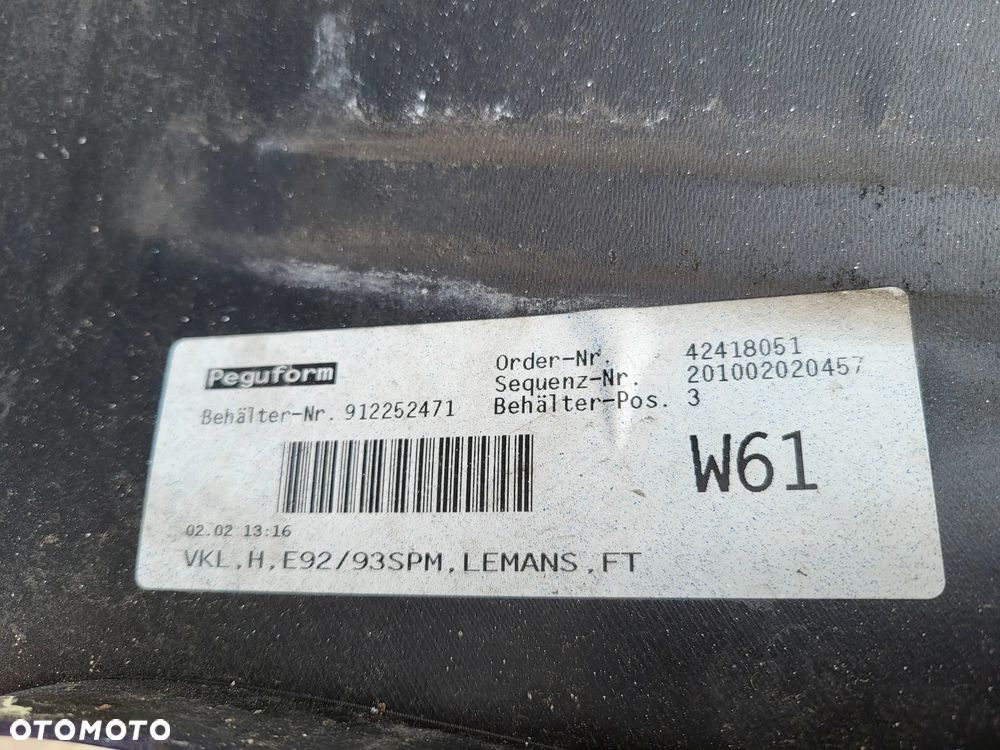 Peguform
Order-Nr. 42418051
Sequenz-Nr. 201002020457
Behälter-Nr. 912252471
Behälter-Pos. 3
W61
02.02 13:16
VKL,H,E92/93SPM,LEMANS,FT
OTOMOTO